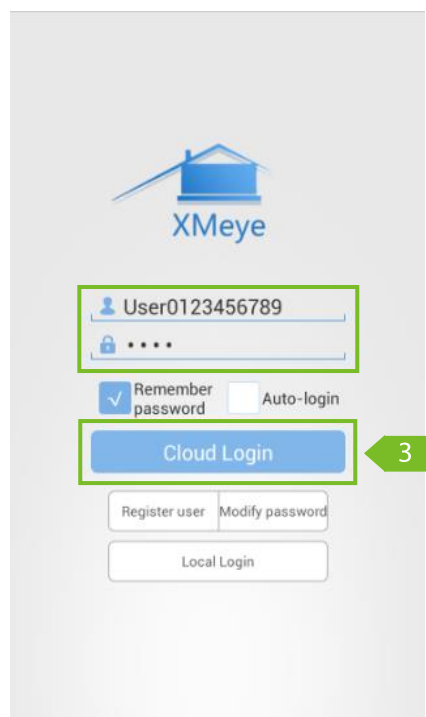 XMeye
User0123456789
••••
Remember
password
Auto-login
Cloud Login
3
Register user
Modify password
Local Login